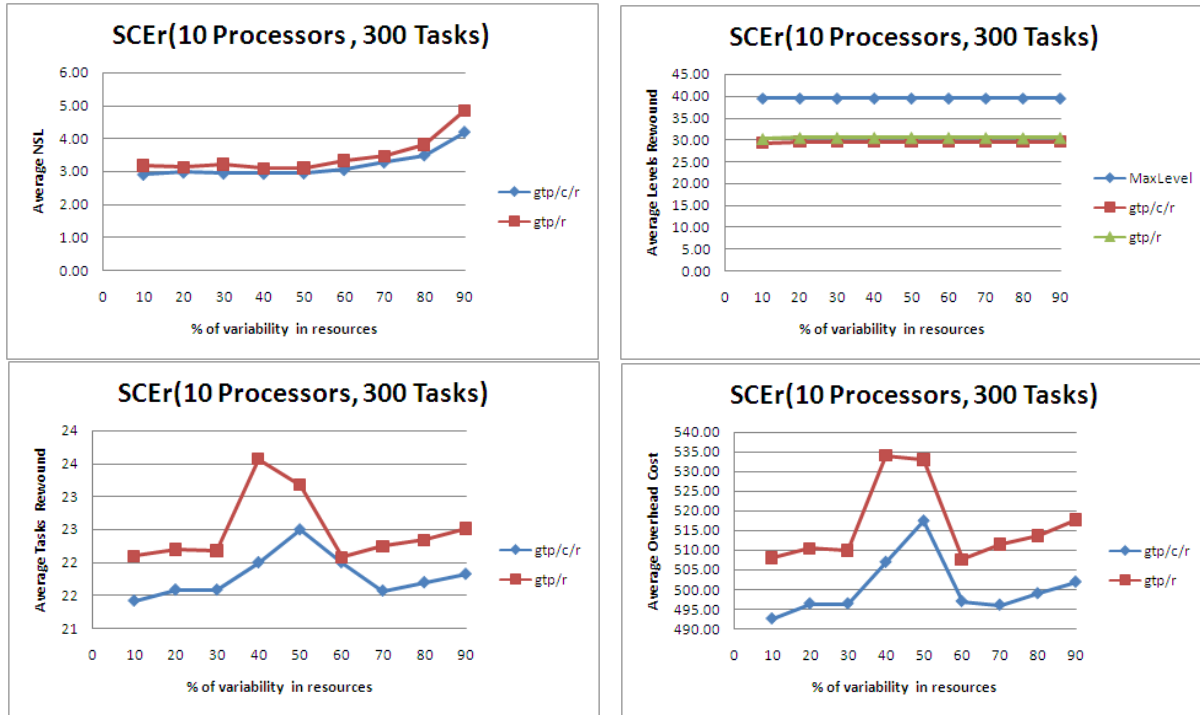 SCEr(10 Processors , 300 Tasks)
6.00
5.00
4.00
3.00
2.00
1.00
0.00
Average NSL
0 10 20 30 40 50 60 70 80 90
% of variability in resources
gtp/c/r
gtp/r
SCEr(10 Processors, 300 Tasks)
45.00
40.00
35.00
30.00
25.00
20.00
15.00
10.00
5.00
0.00
Average Levels Rewound
0 10 20 30 40 50 60 70 80 90
% of variability in resources
MaxLevel
gtp/c/r
gtp/r
SCEr(10 Processors, 300 Tasks)
24
24
23
23
22
22
21
Average Tasks Rewound
0 10 20 30 40 50 60 70 80 90
% of variability in resources
gtp/c/r
gtp/r
SCEr(10 Processors, 300 Tasks)
540.00
535.00
530.00
525.00
520.00
515.00
510.00
505.00
500.00
495.00
490.00
Average Overhead Cost
0 10 20 30 40 50 60 70 80 90
% of variability in resources
gtp/c/r
gtp/r